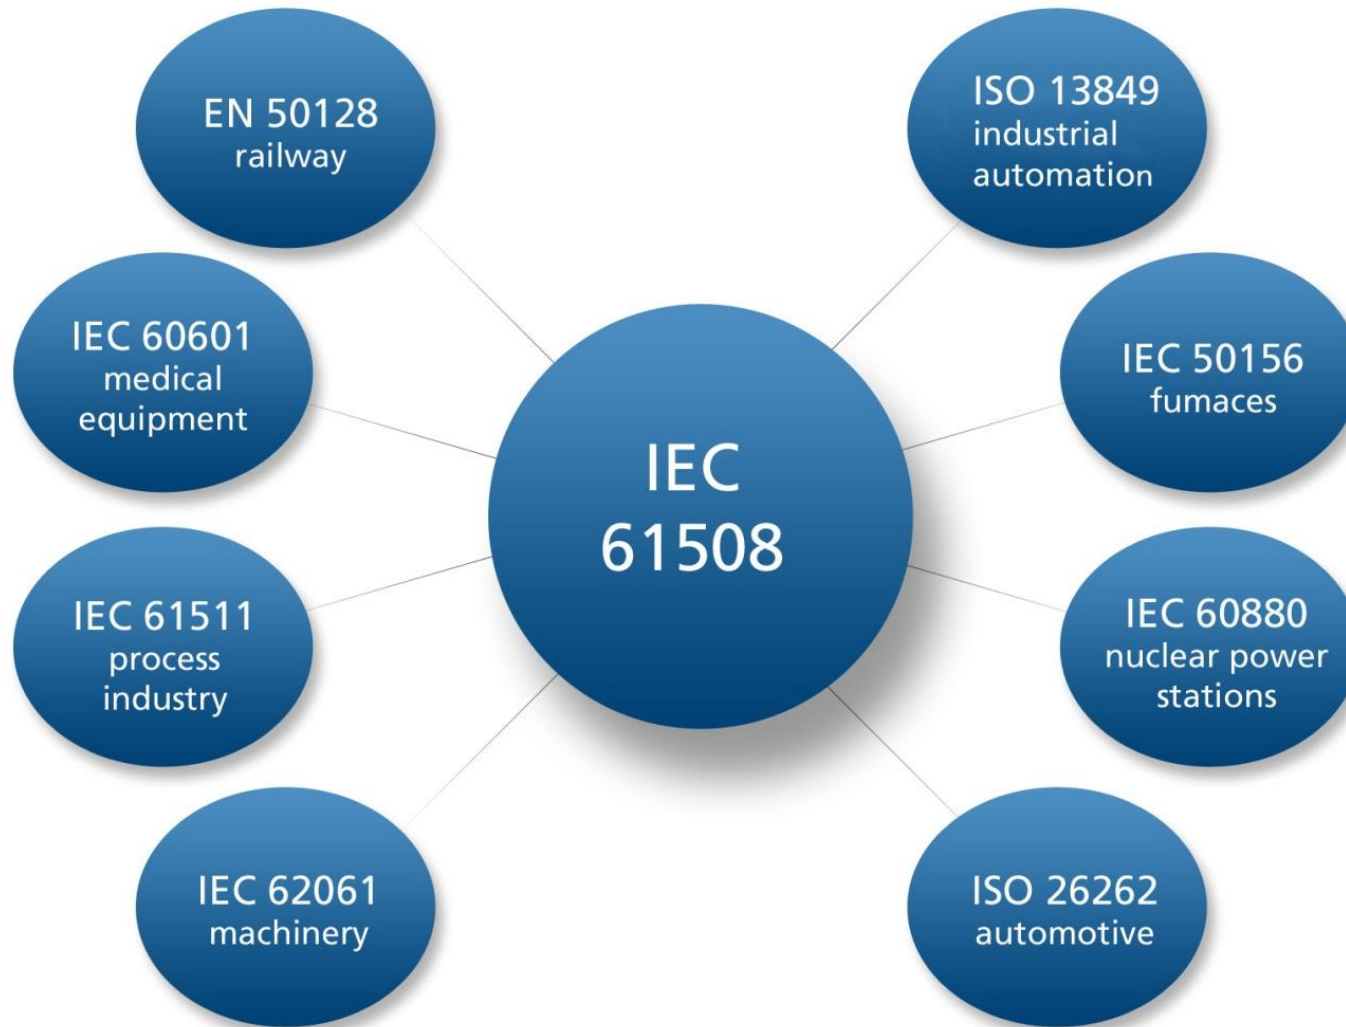 EN 50128
railway
IEC 60601
medical
equipment
IEC 61511
process
industry
IEC 62061
machinery
IEC
61508
ISO 13849
industrial
automation
IEC 50156
fumaces
IEC 60880
nuclear power
stations
ISO 26262
automotive